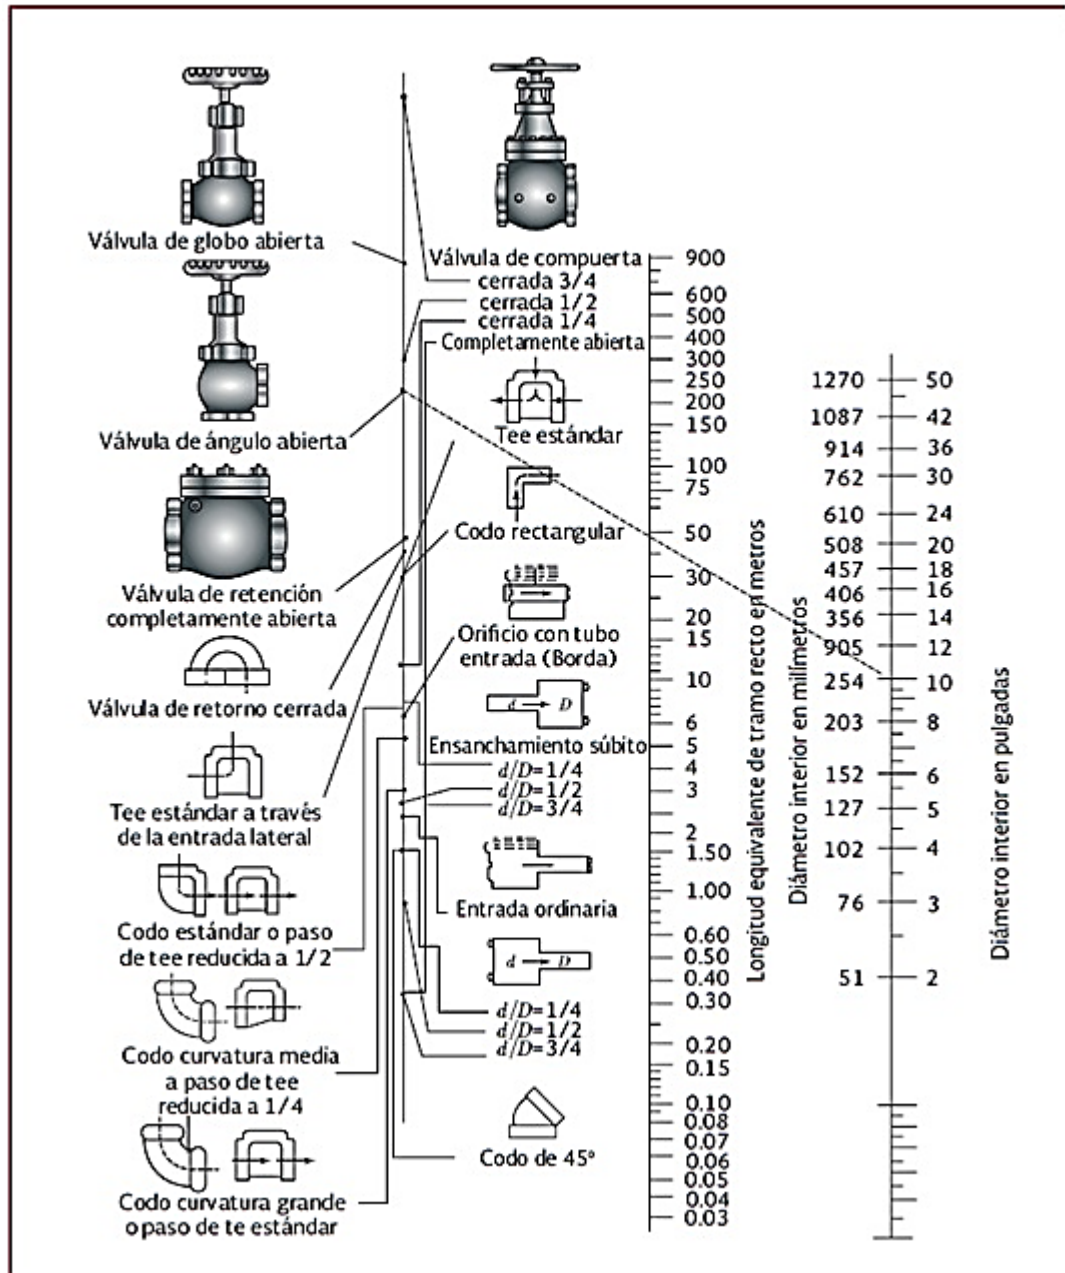 Válvula de globo abierta
Válvula de ángulo abierta
Válvula de retención
completamente abierta
Válvula de retorno cerrada
Tee estándar a través
de la entrada lateral
Codo estándar o paso
de tee reducida a 1/2
Codo curvatura media
a paso de tee
reducida a 1/4
Codo curvatura grande
o paso de te estándar
Válvula de compuerta
cerrada 3/4
cerrada 1/2
cerrada 1/4
Completamente abierta
Tee estándar
Codo rectangular
Orificio con tubo
entrada (Borda)
d D
Ensanchamiento súbito
d/D=1/4
d/D=1/2
d/D=3/4
Entrada ordinaria
d D
d/D=1/4
d/D=1/2
d/D=3/4
Codo de 45º
900
600
500
400
300
250
200
150
100
75
50
30
20
15
10
6
5
4
3
2
1.50
1.00
0.60
0.50
0.40
0.30
0.20
0.15
0.10
0.08
0.07
0.06
0.05
0.04
0.03
Longitud equivalente de tramo recto en metros
Diámetro interior en milímetros
1270 50
1087 42
914 36
762 30
610 24
508 20
457 18
406 16
356 14
905 12
254 10
203 8
152 6
127 5
102 4
76 3
51 2
Diámetro interior en pulgadas